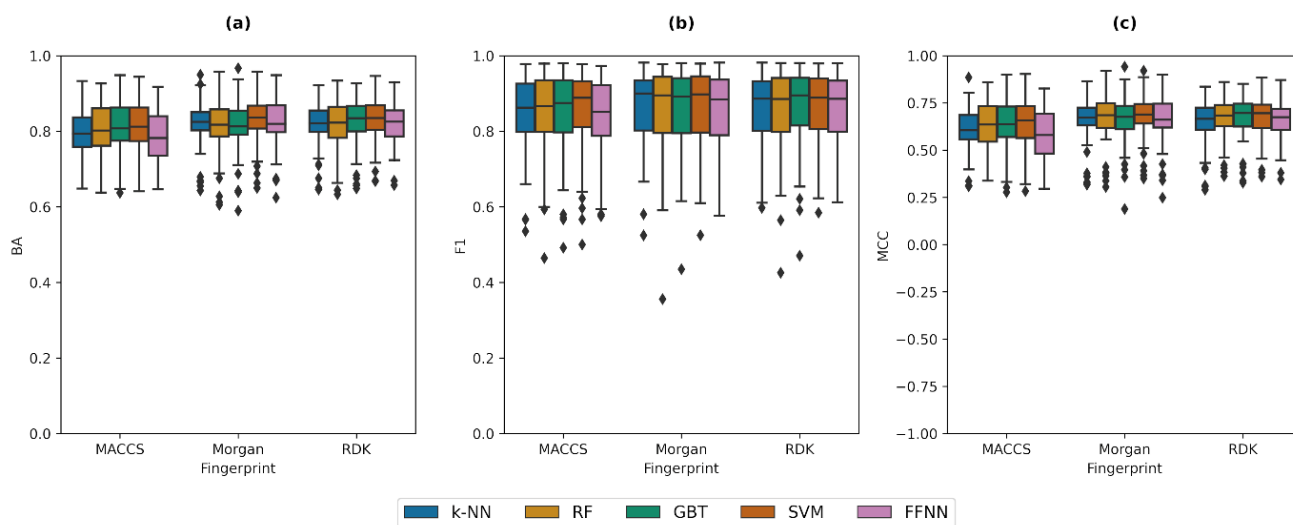 (a)
1.0
0.8
0.6
0.4
0.2
0.0
BA
MACCS Morgan RDK
Fingerprint
(b)
1.0
0.8
0.6
0.4
0.2
0.0
F1
MACCS Morgan RDK
Fingerprint
(c)
1.00
0.75
0.50
0.25
0.00
−0.25
−0.50
−0.75
−1.00
MCC
MACCS Morgan RDK
Fingerprint
k-NN RF GBT SVM FFNN